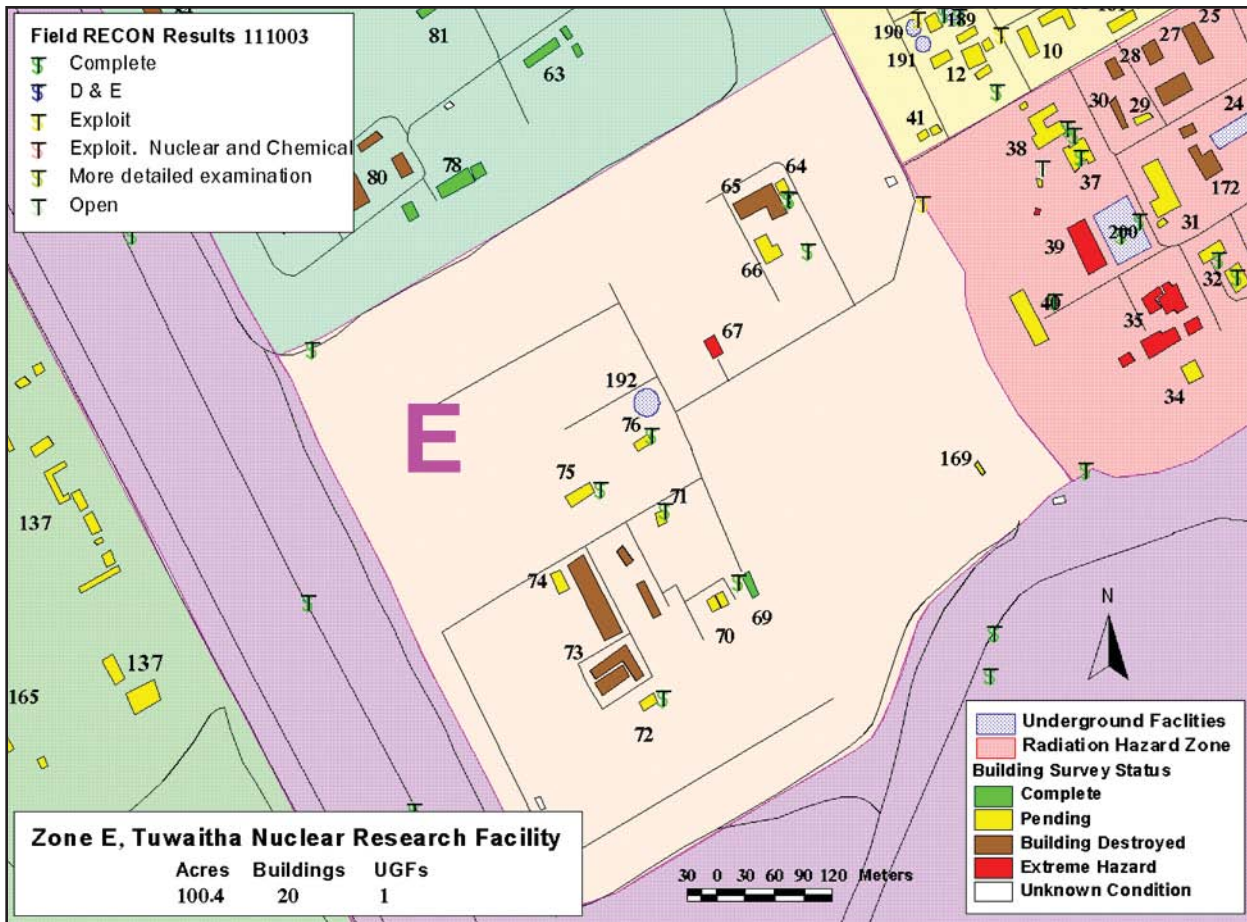 Field RECON Results 111003
Complete
D & E
Exploit
Exploit. Nuclear and Chemical
More detailed examination
Open
81
63
78
80
190
189
191
12
10
41
25
27
28
30
29
24
38
37
172
31
39
200
32
40
35
34
64
65
66
67
192
76
75
71
74
70
69
73
72
169
E
137
137
165
N
Underground Facilities
Radiation Hazard Zone
Building Survey Status
Complete
Pending
Building Destroyed
Extreme Hazard
Unknown Condition
Zone E, Tuwaitha Nuclear Research Facility
Acres Buildings UGFs
100.4 20 1
30 0 30 60 90 120 Meters